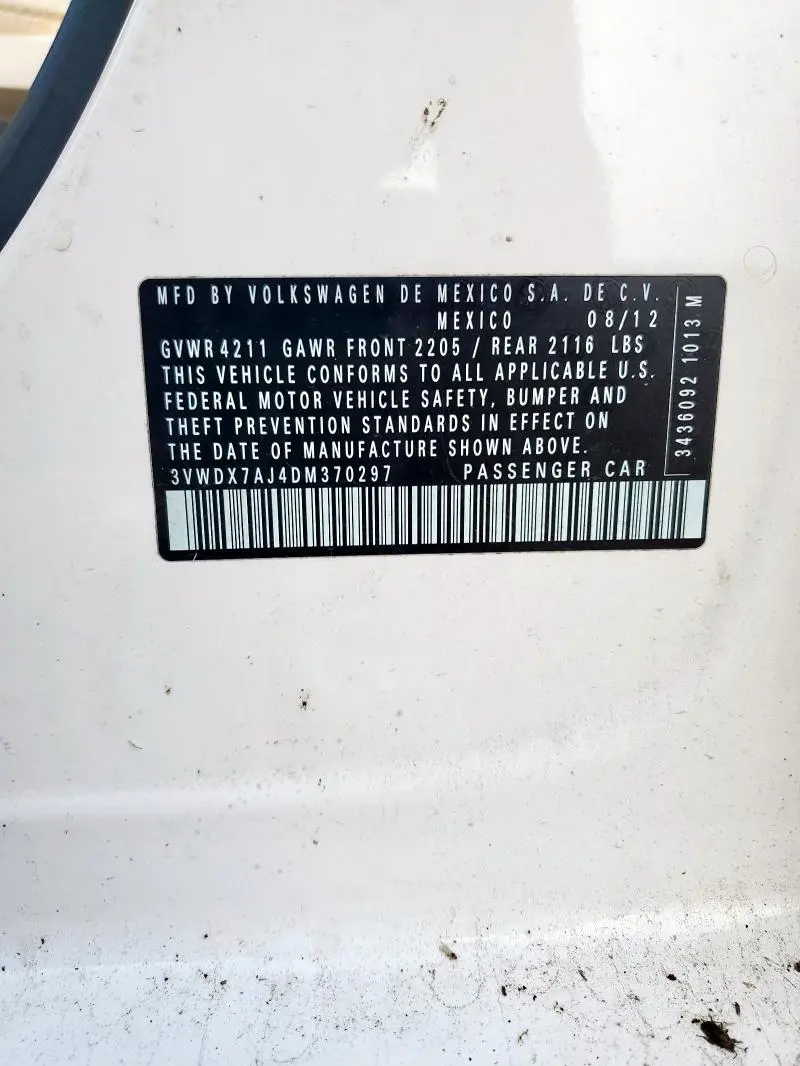 MFD BY VOLKSWAGEN DE MEXICO S.A. DE C.V.
MEXICO 08/12
GVWR 4211 GAWR FRONT 2205 / REAR 2116 LBS
THIS VEHICLE CONFORMS TO ALL APPLICABLE U.S.
FEDERAL MOTOR VEHICLE SAFETY, BUMPER AND
THEFT PREVENTION STANDARDS IN EFFECT ON
THE DATE OF MANUFACTURE SHOWN ABOVE.
3VWDX7AJ4DM370297 PASSENGER CAR
3436092 1013 M